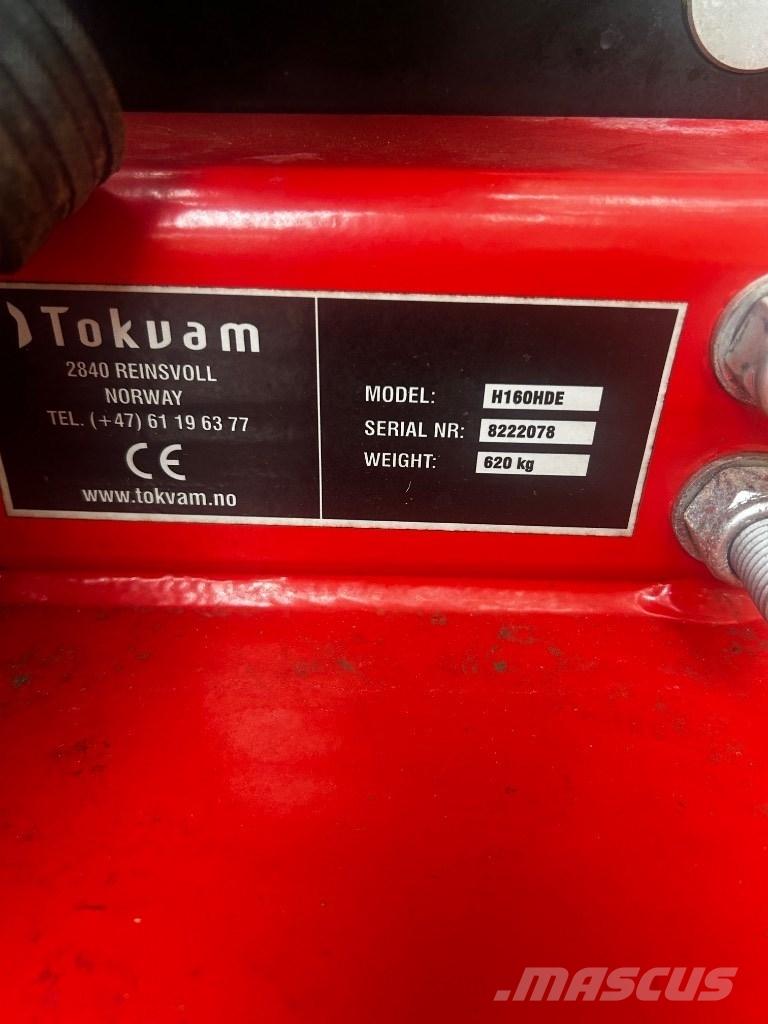 Tokvam
2840 REINSVOLL
NORWAY
TEL. (+47) 61 19 63 77
CE
www.tokvam.no
MODEL: H160HDE
SERIAL NR: 8222078
WEIGHT: 620 kg
MASCUS